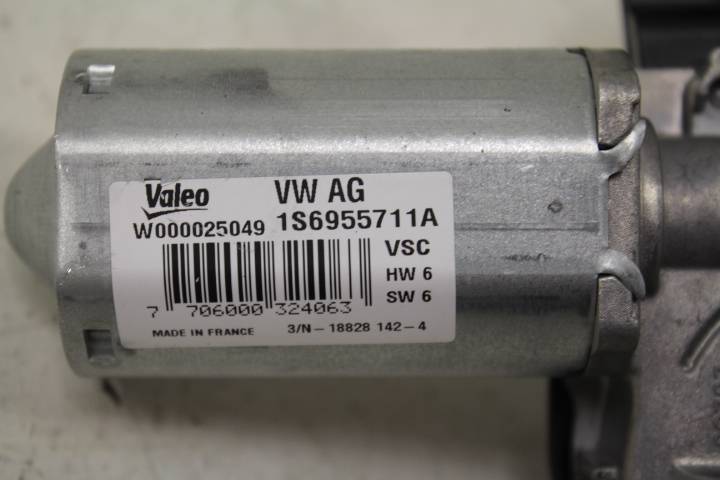 Valeo VW AG
W000025049 1S6955711A
VSC
HW 6
SW 6
7 706000 324063
MADE IN FRANCE 3/N-18828 142-4